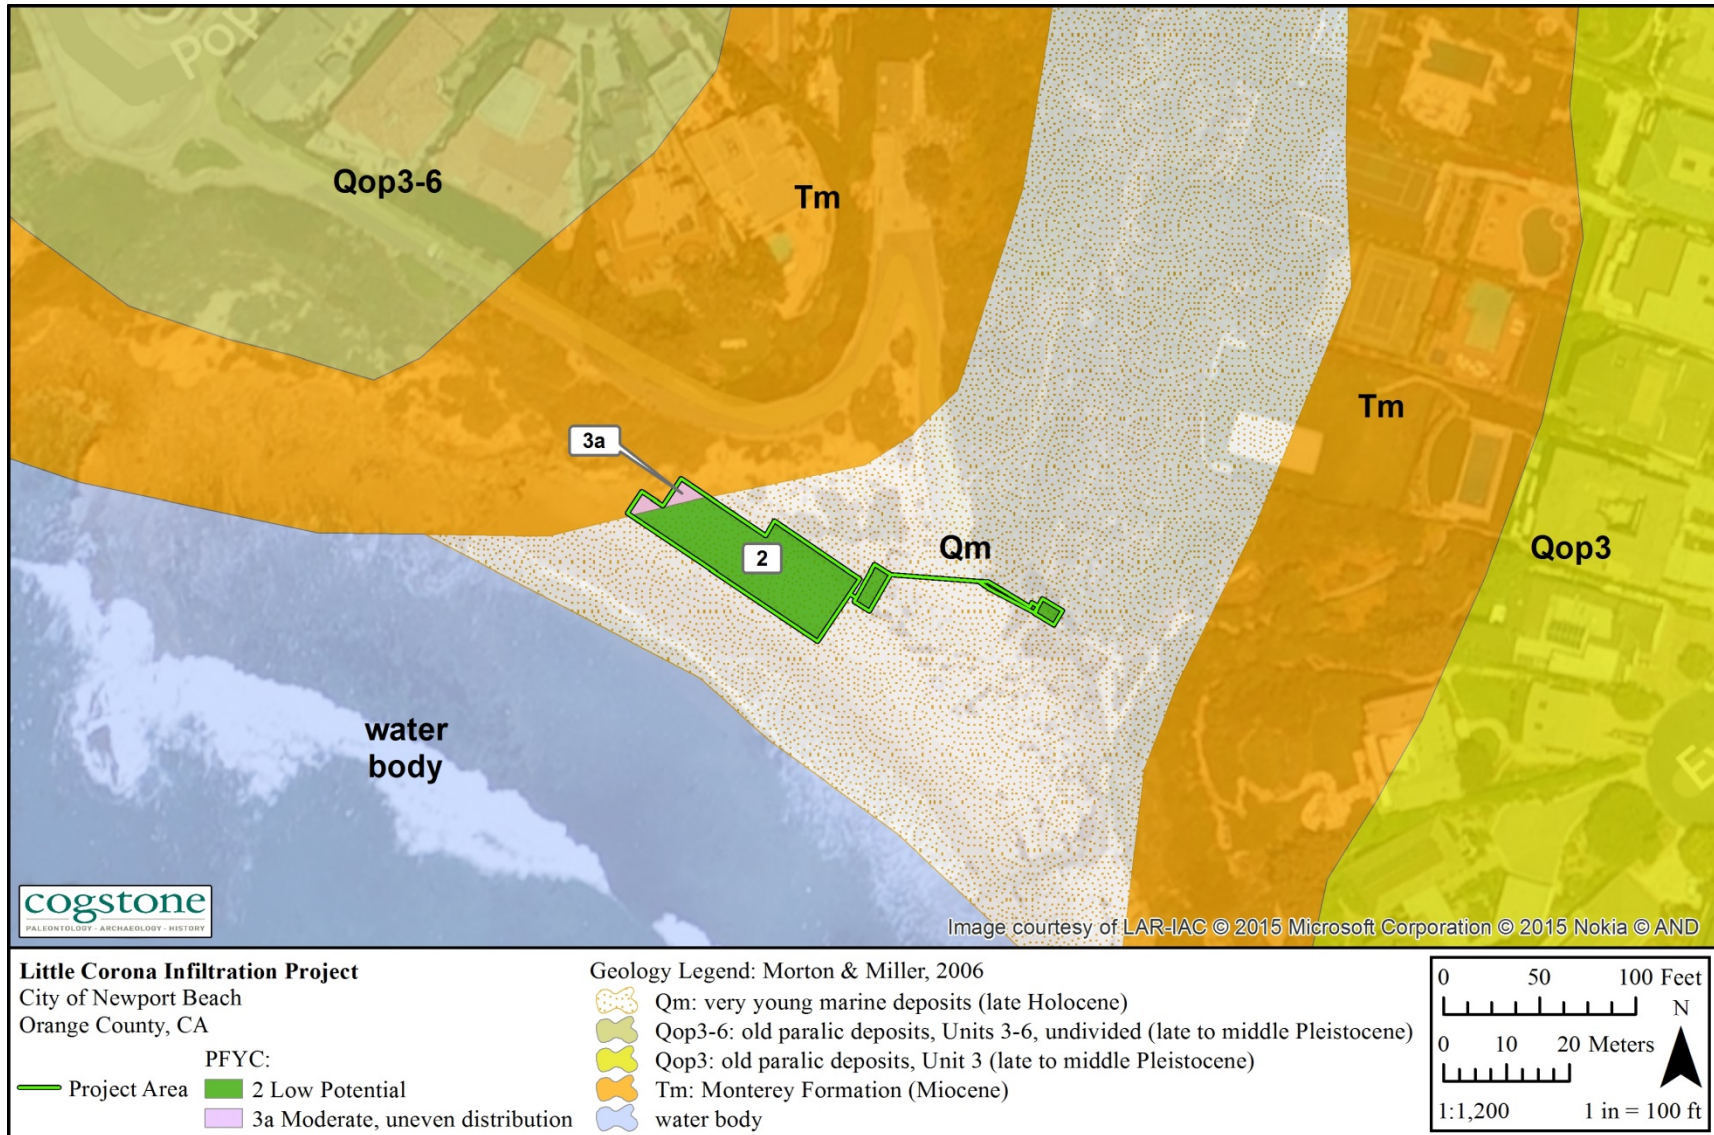 Pop
Qop3-6
Tm
3a
Tm
2
Qm
Qop3
water
body
E
cogstone
PALEONTOLOGY - ARCHAEOLOGY - HISTORY
Image courtesy of LAR-IAC © 2015 Microsoft Corporation © 2015 Nokia © AND
Little Corona Infiltration Project
City of Newport Beach
Orange County, CA
PFYC:
Project Area
2 Low Potential
3a Moderate, uneven distribution
Geology Legend: Morton & Miller, 2006
Qm: very young marine deposits (late Holocene)
Qop3-6: old paralic deposits, Units 3-6, undivided (late to middle Pleistocene)
Qop3: old paralic deposits, Unit 3 (late to middle Pleistocene)
Tm: Monterey Formation (Miocene)
water body
0 50 100 Feet
N
0 10 20 Meters
1:1,200 1 in = 100 ft